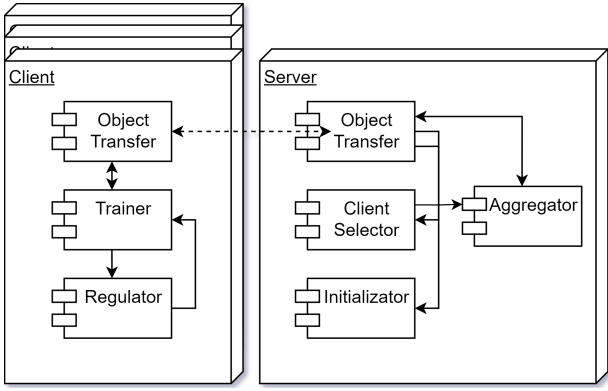 Client
Object
Transfer
Trainer
Regulator
Server
Object
Transfer
Client
Selector
Aggregator
Initializator